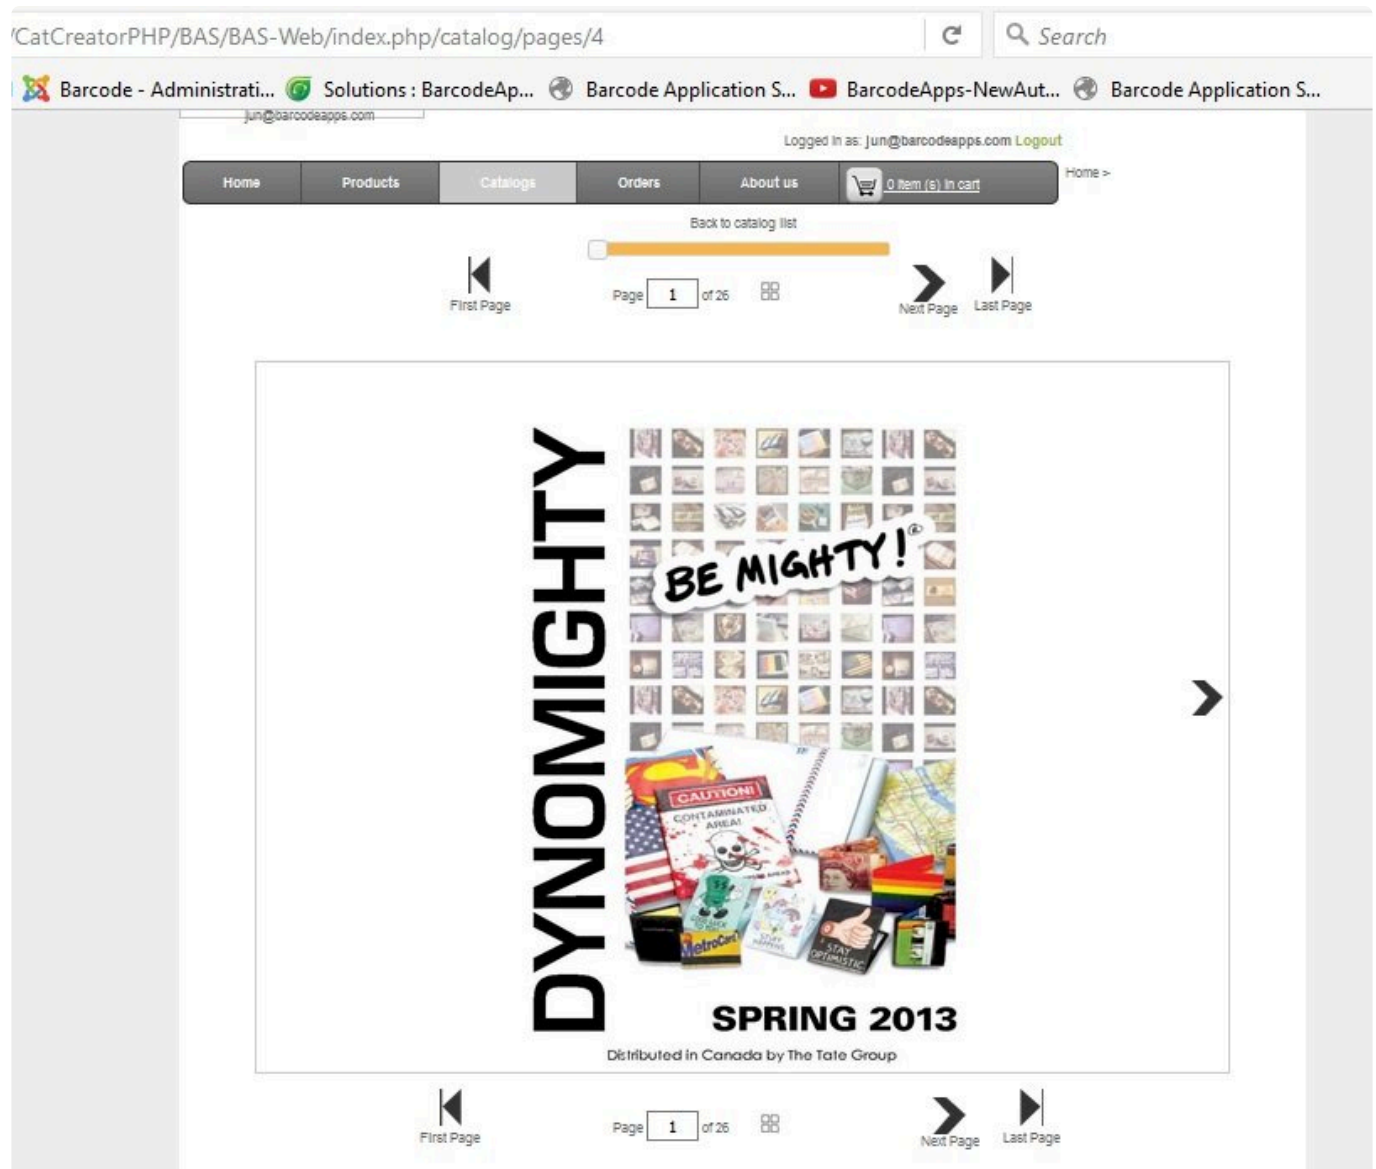 /CatCreatorPHP/BAS/BAS-Web/index.php/catalog/pages/4
Search
Barcode - Administrati... Solutions : BarcodeAp... Barcode Application S... BarcodeApps-NewAut... Barcode Application S...
jun@barcodeapps.com
Logged in as: jun@barcodeapps.com Logout
Home Products Catalogs Orders About us 0 item (s) in cart Home >
Back to catalog list
Page 1 of 26
First Page Next Page Last Page
DYNOMIGHTY
BE MIGHTY!®
CAUTION!
CONTAMINATED
AREA!
MetroCard
STUFF
HAPPENS
STAY
OPTIMISTIC
SPRING 2013
Distributed in Canada by The Tate Group
Page 1 of 26
First Page Next Page Last Page